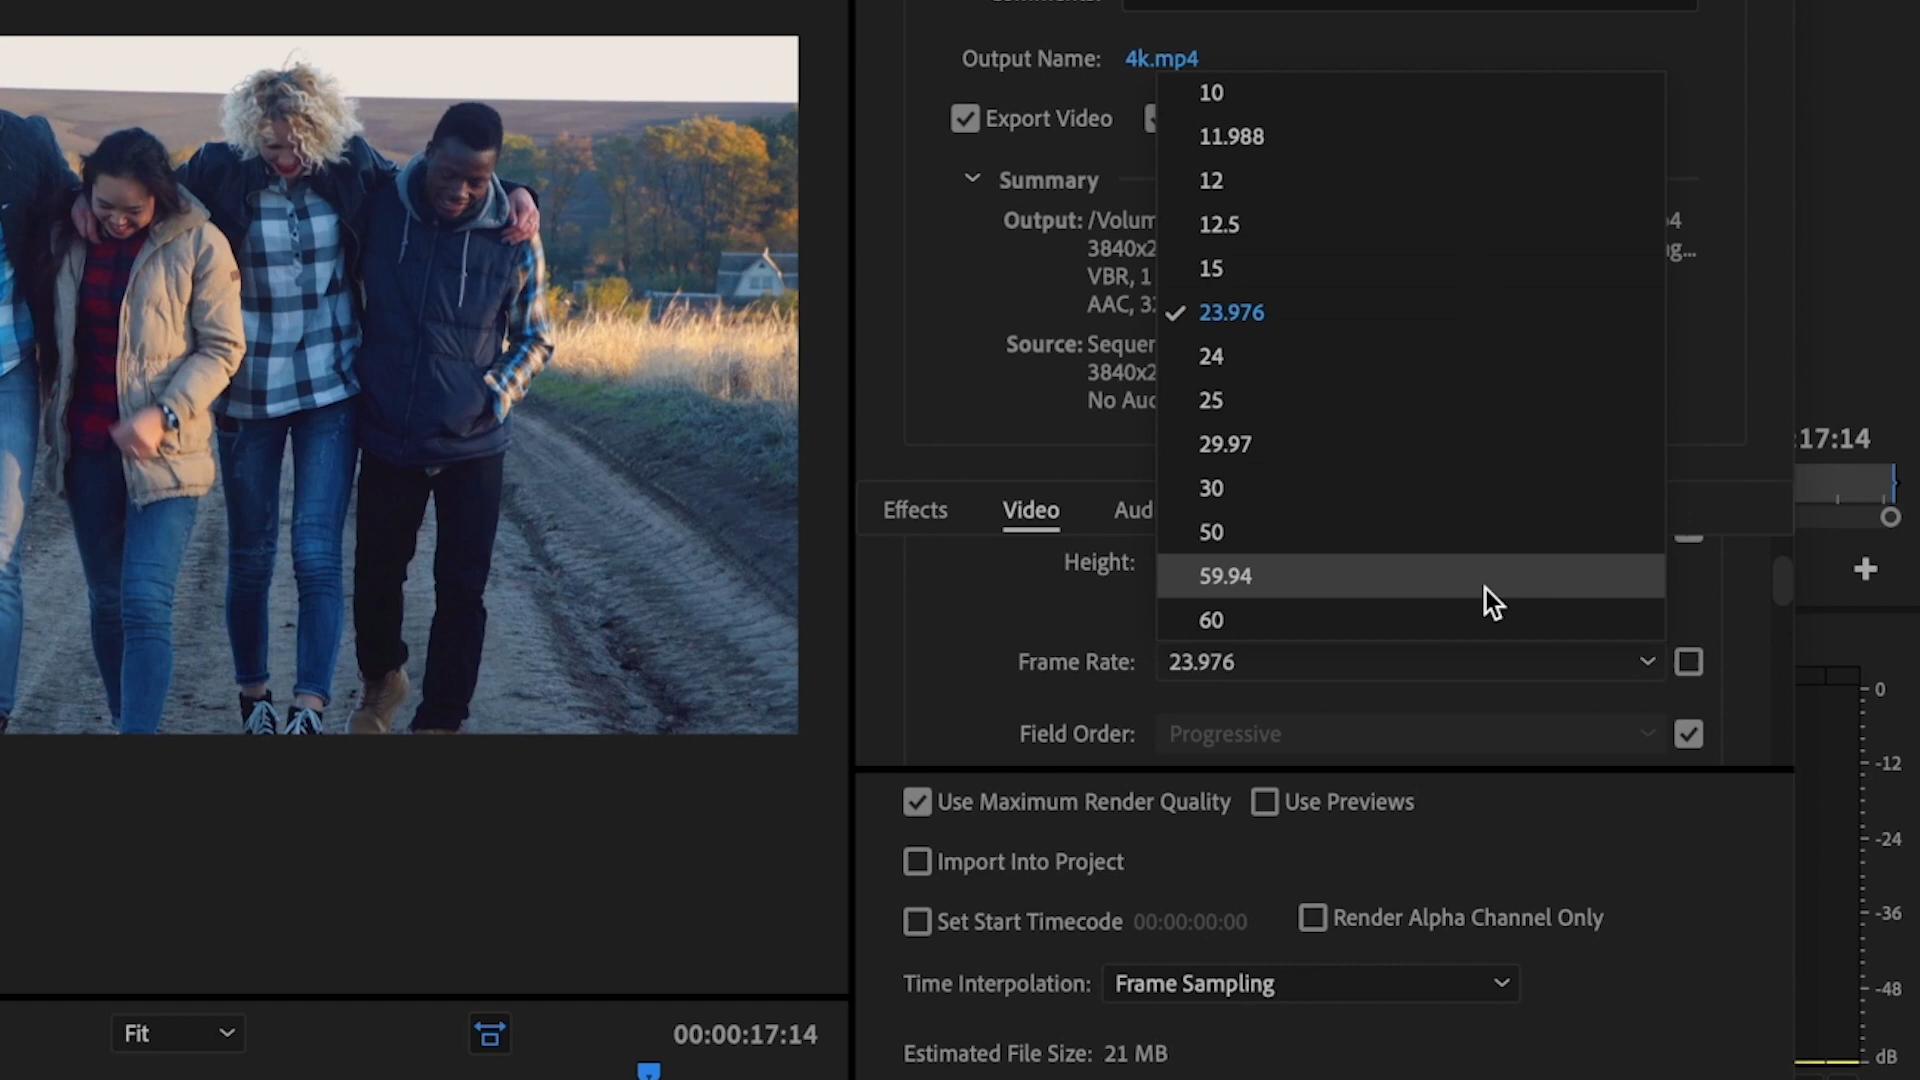 Output Name: 4k.mp4
10
Export Video
11.988
12
Summary
12.5
Output: /Volum
3840x2
VBR, 1
AAC, 3
15
23.976
24
Source: Sequen
3840x2
No Aud
25
29.97
30
50
59.94
60
:17:14
Effects Video Aud
Height:
Frame Rate: 23.976
Field Order: Progressive
Use Maximum Render Quality Use Previews
Import Into Project
Set Start Timecode 00:00:00:00 Render Alpha Channel Only
Time Interpolation: Frame Sampling
Estimated File Size: 21 MB
Fit 00:00:17:14
0
-12
-24
-36
-48
dB